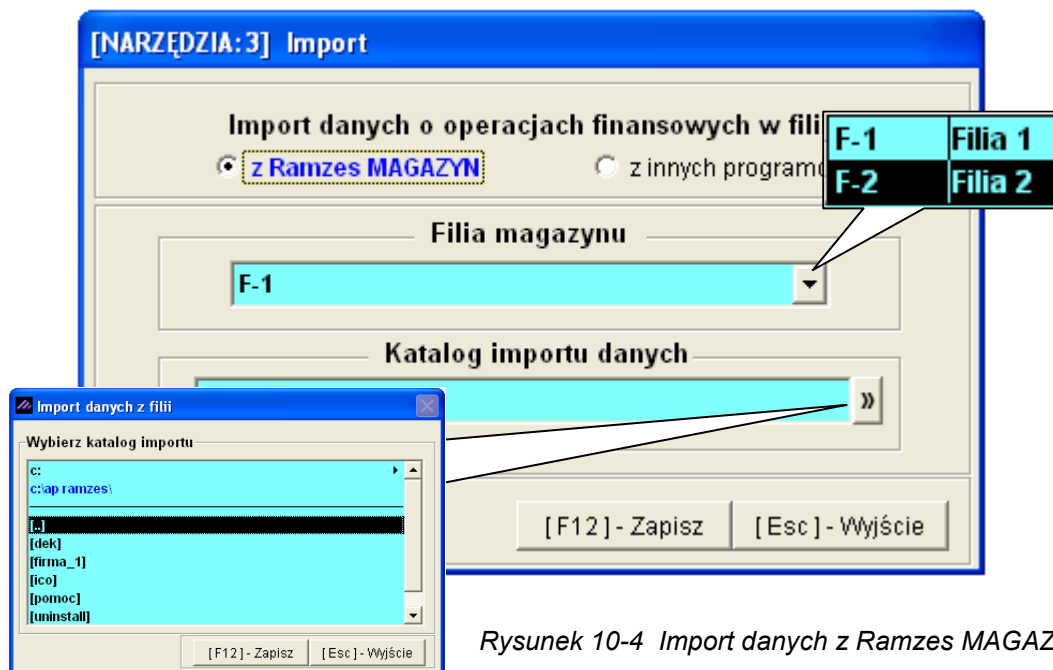 [NARZĘDZIA:3] Import
Import danych o operacjach finansowych w fili
z Ramzes MAGAZYN
z innych program
F-1 Filia 1
F-2 Filia 2
Filia magazynu
F-1
Katalog importu danych
»
Import danych z filii
Wybierz katalog importu
c:
c:\ap ramzes\
[..]
[dek]
[firma_1]
[ico]
[pomoc]
[uninstall]
[F12] - Zapisz [Esc] - Wyjście
[F12] - Zapisz [Esc] - Wyjście
Rysunek 10-4 Import danych z Ramzes MAGAZ